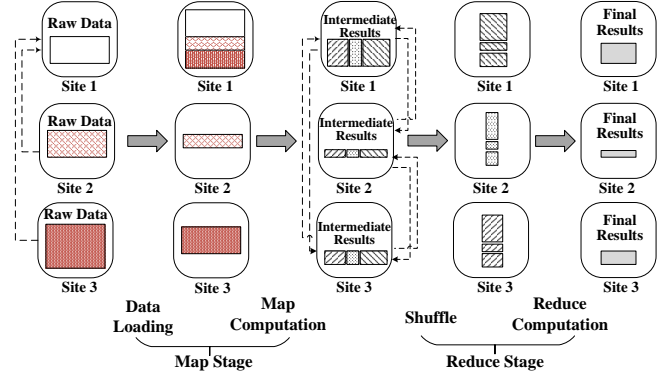 Raw Data
Site 1
Site 1
Intermediate
Results
Site 1
Site 1
Final
Results
Site 1
Raw Data
Site 2
Site 2
Intermediate
Results
Site 2
Site 2
Final
Results
Site 2
Raw Data
Site 3
Site 3
Intermediate
Results
Site 3
Site 3
Final
Results
Site 3
Data
Loading
Map
Computation
Shuffle
Reduce
Computation
Map Stage
Reduce Stage